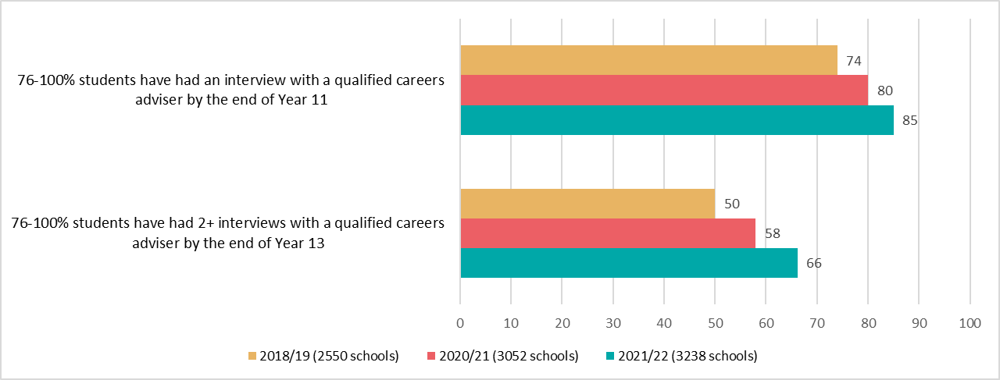 76-100% students have had an interview with a qualified careers
adviser by the end of Year 11
74
80
85
76-100% students have had 2+ interviews with a qualified careers
adviser by the end of Year 13
50
58
66
0 10 20 30 40 50 60 70 80 90 100
2018/19 (2550 schools) 2020/21 (3052 schools) 2021/22 (3238 schools)